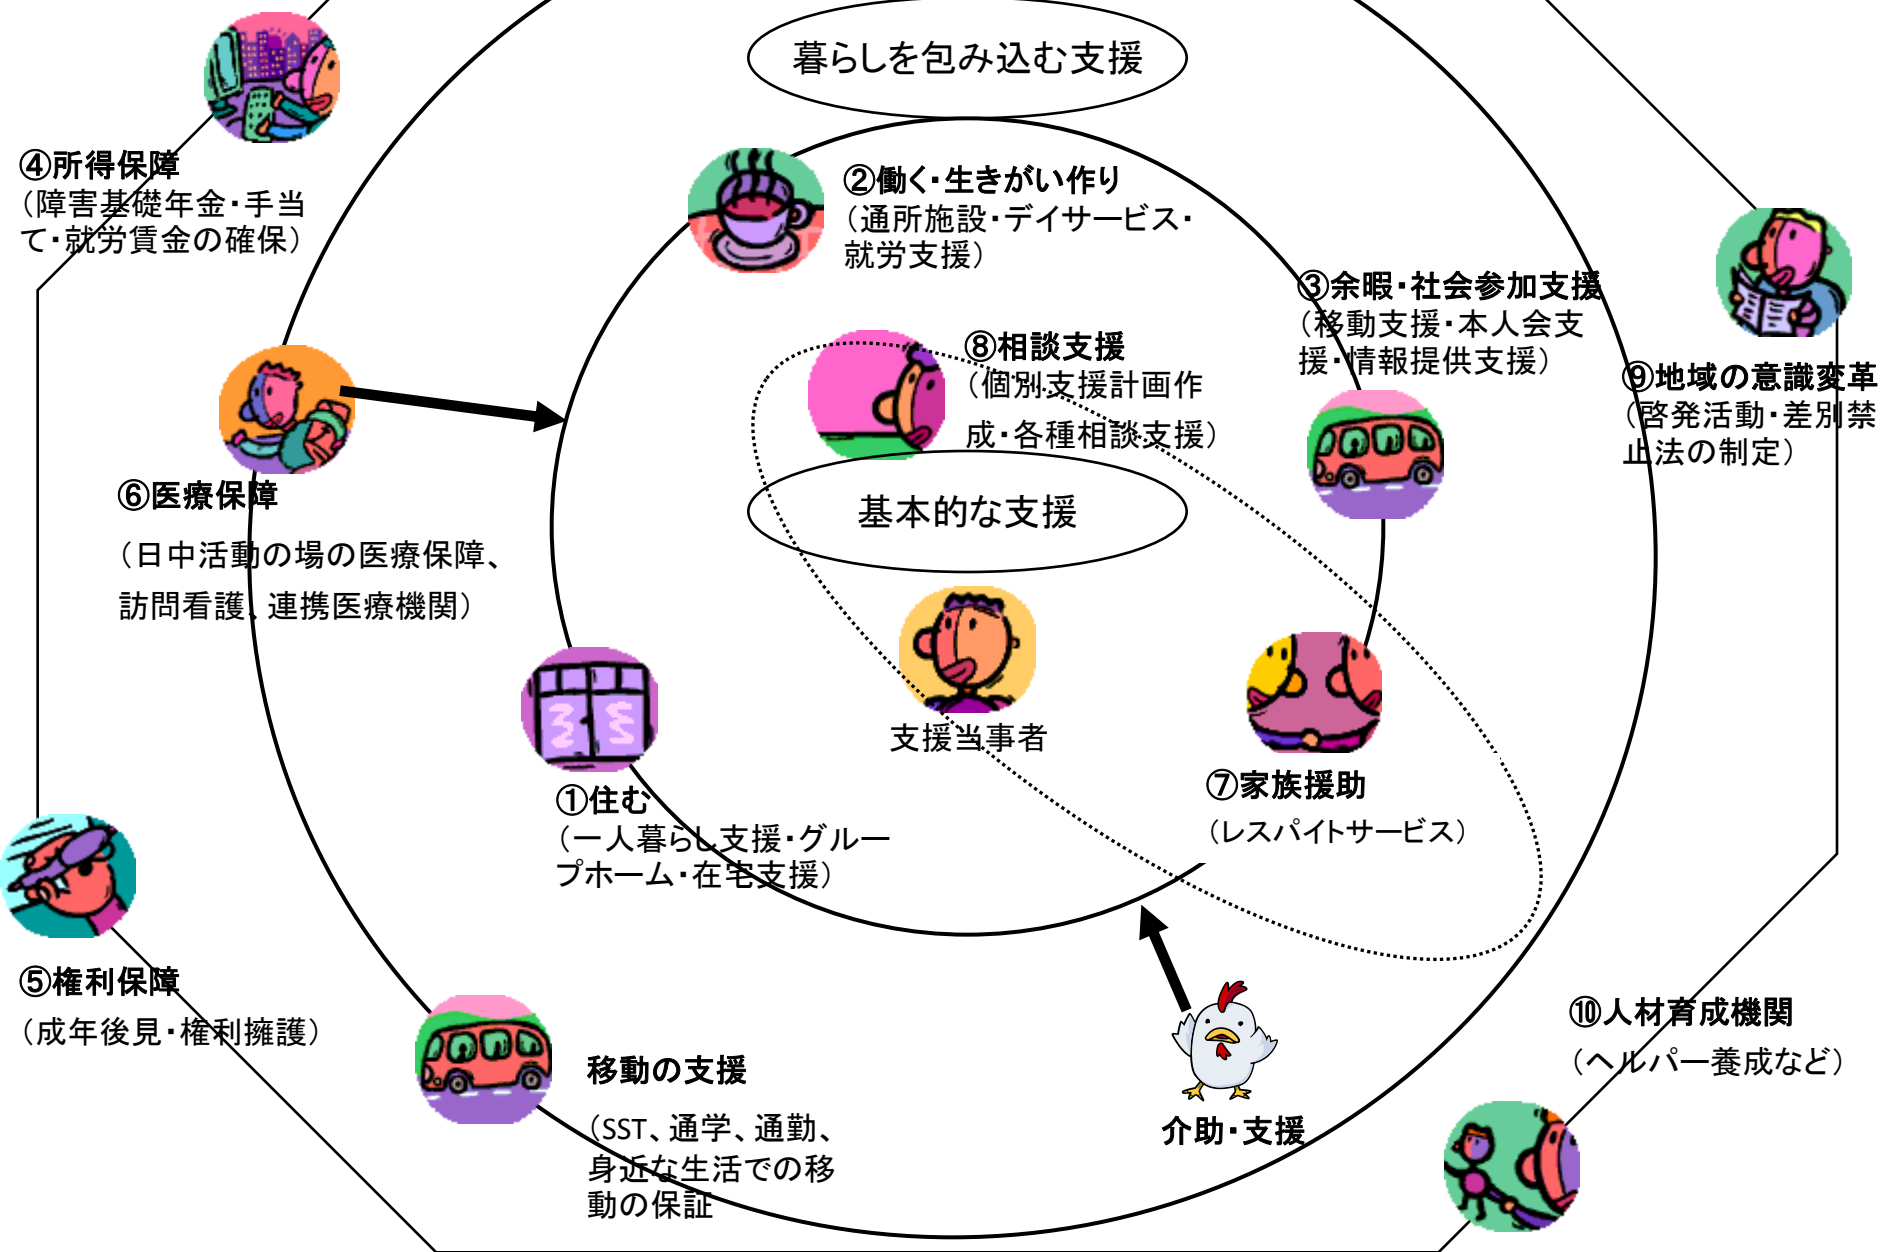 暮らしを包み込む支援
④所得保障
（障害基礎年金・手当
て・就労賃金の確保）
②働く・生きがい作り
（通所施設・デイサービス・
就労支援）
③余暇・社会参加支援
（移動支援・本人会支
援・情報提供支援）
⑧相談支援
（個別支援計画作
成・各種相談支援）
⑨地域の意識変革
（啓発活動・差別禁
止法の制定）
基本的な支援
⑥医療保障
（日中活動の場の医療保障、
訪問看護、連携医療機関）
支援当事者
①住む
（一人暮らし支援・グルー
プホーム・在宅支援）
⑦家族援助
（レスパイトサービス）
⑤権利保障
（成年後見・権利擁護）
移動の支援
（SST、通学、通勤、
身近な生活での移
動の保証
介助・支援
⑩人材育成機関
（ヘルパー養成など）